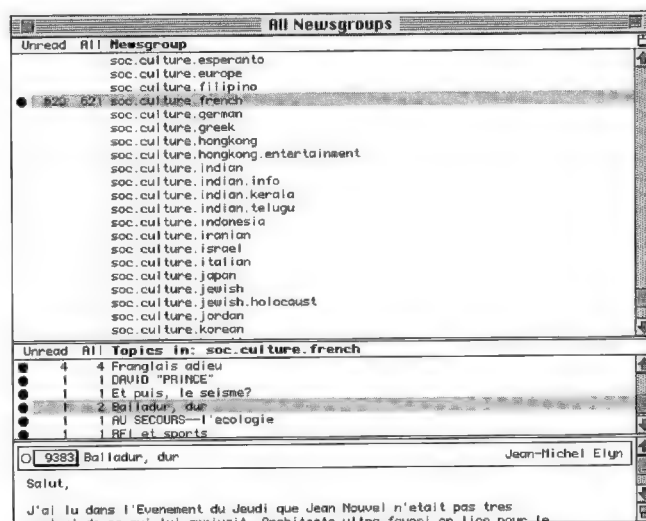 All Newsgroups
Unread All Newsgroup
soc.culture.esperanto
soc.culture.europe
soc.culture.filipino
620 621 soc.culture.french
soc.culture.german
soc.culture.greek
soc.culture.hongkong
soc.culture.hongkong.entertainment
soc.culture.indian
soc.culture.indian.info
soc.culture.indian.kerala
soc.culture.indian.telugu
soc.culture.indonesia
soc.culture.iranian
soc.culture.israel
soc.culture.italian
soc.culture.japan
soc.culture.jewish
soc.culture.jewish.holocaust
soc.culture.jordan
soc.culture.korean
Unread All Topics in: soc.culture.french
4 4 Franglais adieu
1 1 DAVID "PRINCE"
1 1 Et puis, le seisme?
1 2 Balladur, dur
1 1 AU SECOURS--l'ecologie
1 1 RFI et sports
9383 Balladur, dur Jean-Michel Elyn
Salut,
J'ai lu dans l'Evenement du Jeudi que Jean Nouvel n'etait pas tres